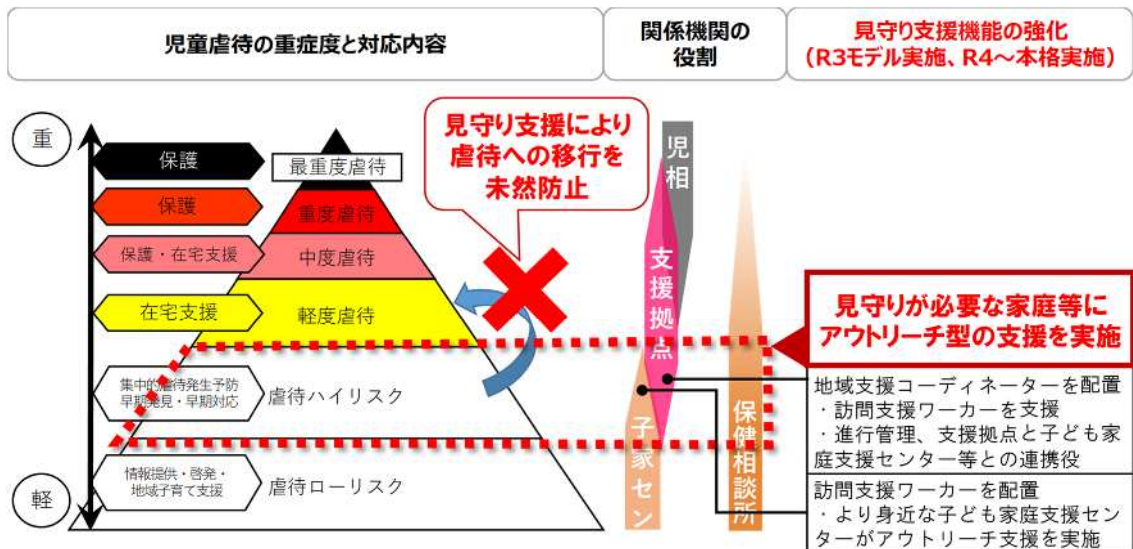 児童虐待の重症度と対応内容
関係機関の
役割
見守り支援機能の強化
(R3モデル実施、R4~本格実施)
重
保護
最重度虐待
保護
重度虐待
保護・在宅支援
中度虐待
在宅支援
軽度虐待
集中的虐待発生予防
早期発見・早期対応
虐待ハイリスク
情報提供・啓発・
地域子育て支援
虐待ローリスク
軽
見守り支援により
虐待への移行を
未然防止
児相
支援拠点
子家セン
保健相談所
見守りが必要な家庭等に
アウトリーチ型の支援を実施
地域支援コーディネーターを配置
・訪問支援ワーカーを支援
・進行管理、支援拠点と子ども家
庭支援センター等との連携役
訪問支援ワーカーを配置
・より身近な子ども家庭支援セン
ターがアウトリーチ支援を実施